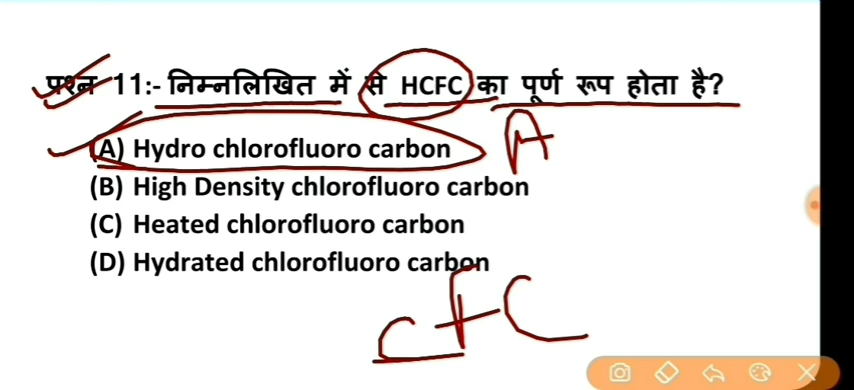 प्रश्न 11:- निम्नलिखित में से HCFC का पूर्ण रूप होता है?
(A) Hydro chlorofluoro carbon
A
(B) High Density chlorofluoro carbon
(C) Heated chlorofluoro carbon
(D) Hydrated chlorofluoro carbon
CFC